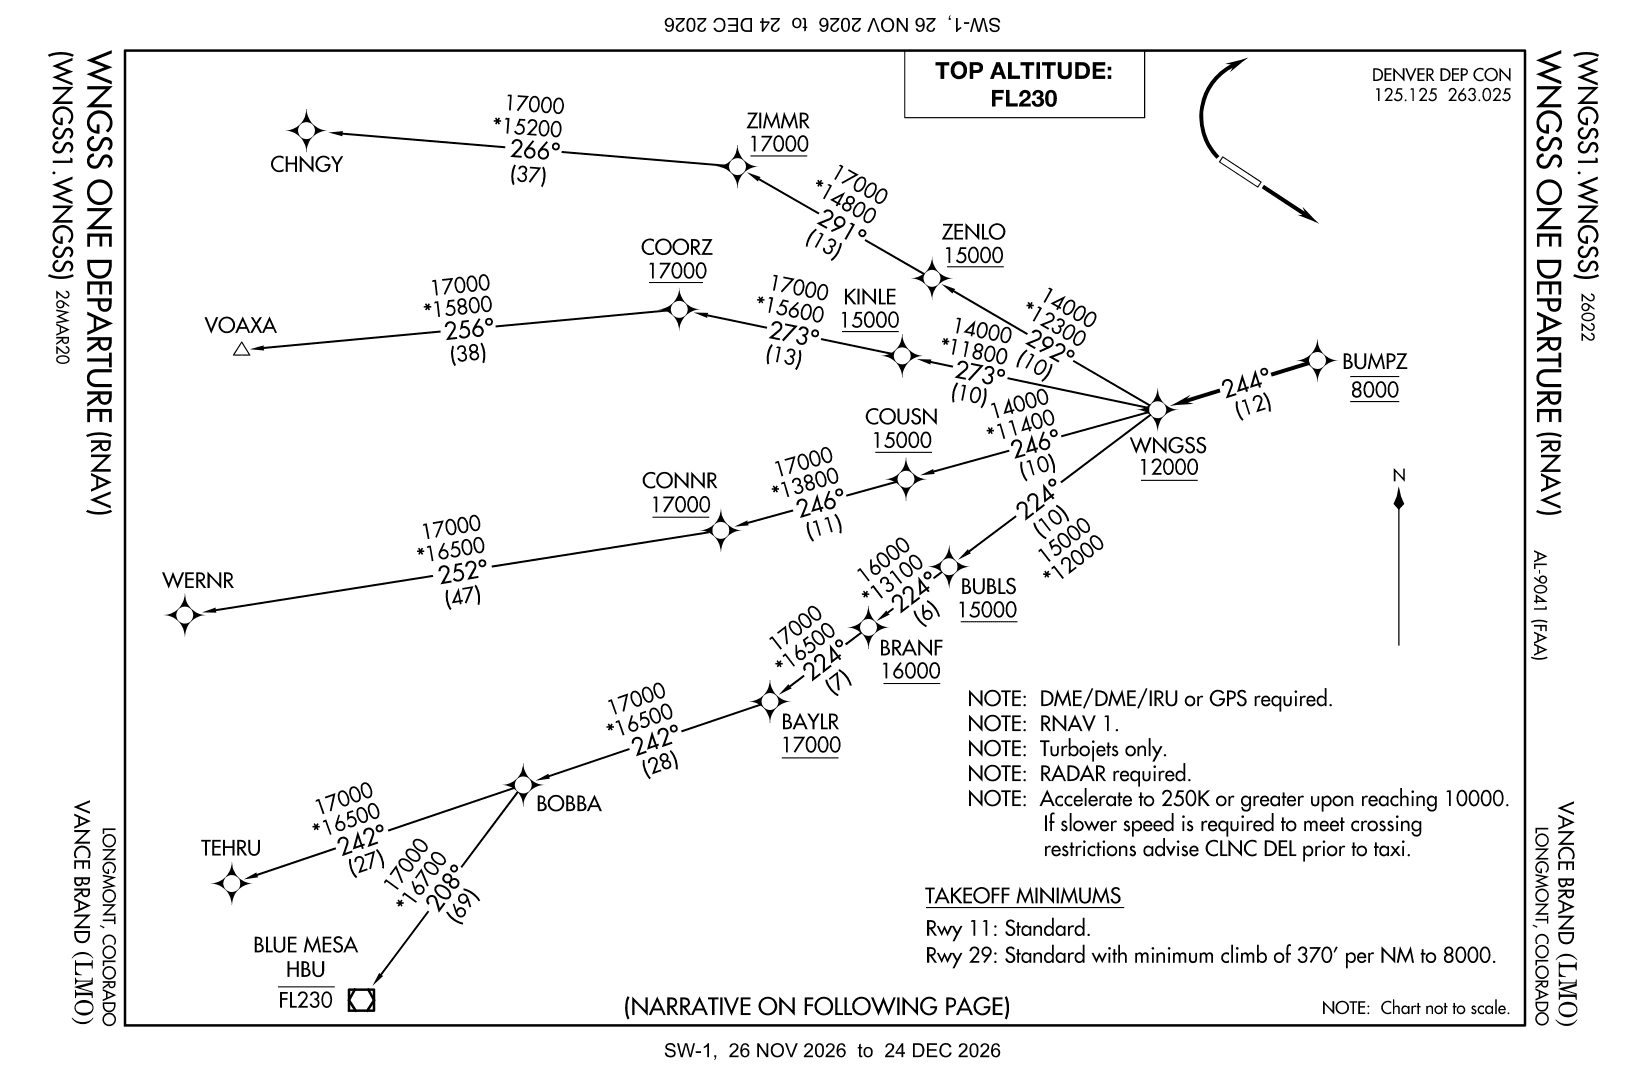 SW-1, 26 NOV 2026 to 24 DEC 2026
WNGSS ONE DEPARTURE (RNAV)
(WNGSS1.WNGSS) 26MAR20
VANCE BRAND (LMO)
LONGMONT, COLORADO
(WNGSS1.WNGSS) 26022
WNGSS ONE DEPARTURE (RNAV)
AL-9041 (FAA)
VANCE BRAND (LMO)
LONGMONT, COLORADO
TOP ALTITUDE:
FL230
DENVER DEP CON
125.125 263.025
CHNGY
17000
*15200
266°
(37)
ZIMMR
17000
17000
*14800
291°
(13)
ZENLO
15000
14000
*12300
292°
(10)
VOAXA
17000
*15800
256°
(38)
COORZ
17000
17000
*15600
273°
(13)
KINLE
15000
14000
*11800
273°
(10)
BUMPZ
8000
244°
(12)
WNGSS
12000
14000
*11400
246°
(10)
COUSN
15000
17000
*13800
246°
(11)
CONNR
17000
17000
*16500
252°
(47)
WERNR
224°
(10)
15000
*12000
BUBLS
15000
16000
*13100
224°
(6)
BRANF
16000
17000
*16500
224°
(7)
BAYLR
17000
17000
*16500
242°
(28)
BOBBA
17000
*16500
242°
(27)
TEHRU
17000
*16700
208°
(69)
BLUE MESA
HBU
FL230
N
NOTE: DME/DME/IRU or GPS required.
NOTE: RNAV 1.
NOTE: Turbojets only.
NOTE: RADAR required.
NOTE: Accelerate to 250K or greater upon reaching 10000.
If slower speed is required to meet crossing
restrictions advise CLNC DEL prior to taxi.
TAKEOFF MINIMUMS
Rwy 11: Standard.
Rwy 29: Standard with minimum climb of 370' per NM to 8000.
(NARRATIVE ON FOLLOWING PAGE)
NOTE: Chart not to scale.
SW-1, 26 NOV 2026 to 24 DEC 2026